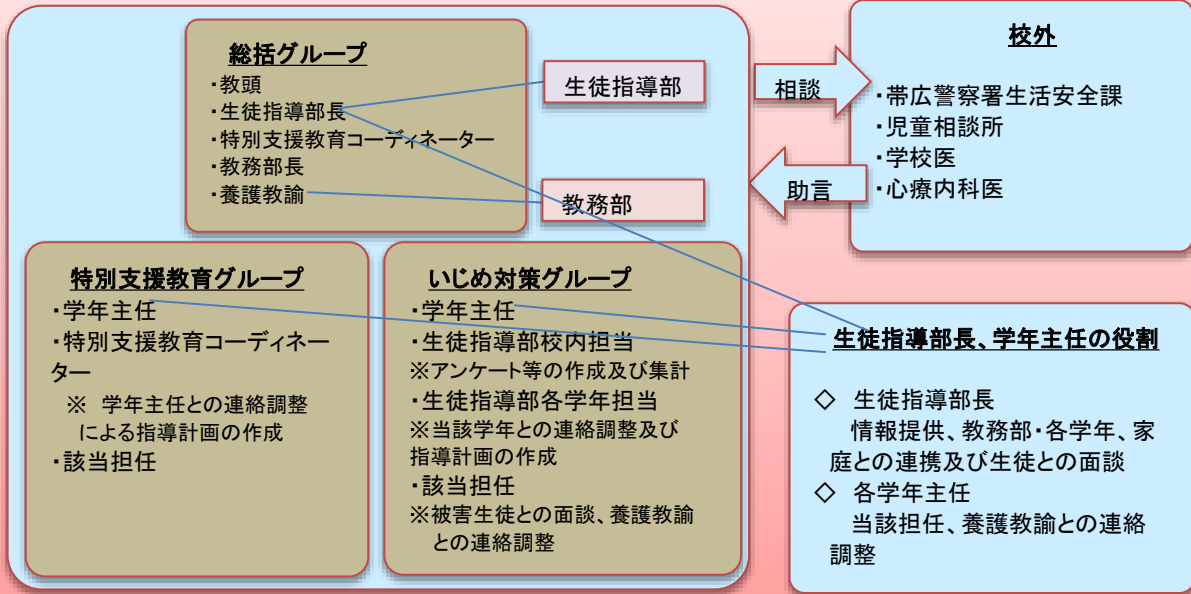 総括グループ
・教頭
・生徒指導部長
・特別支援教育コーディネーター
・教務部長
・養護教諭
生徒指導部
教務部
相談
助言
校外
・帯広警察署生活安全課
・児童相談所
・学校医
・心療内科医
特別支援教育グループ
・学年主任
・特別支援教育コーディネー
ター
※ 学年主任との連絡調整
による指導計画の作成
・該当担任
いじめ対策グループ
・学年主任
・生徒指導部校内担当
※アンケート等の作成及び集計
・生徒指導部各学年担当
※当該学年との連絡調整及び
指導計画の作成
・該当担任
※被害生徒との面談、養護教諭
との連絡調整
生徒指導部長、学年主任の役割
◇ 生徒指導部長
情報提供、教務部・各学年、家
庭との連携及び生徒との面談
◇ 各学年主任
当該担任、養護教諭との連絡
調整